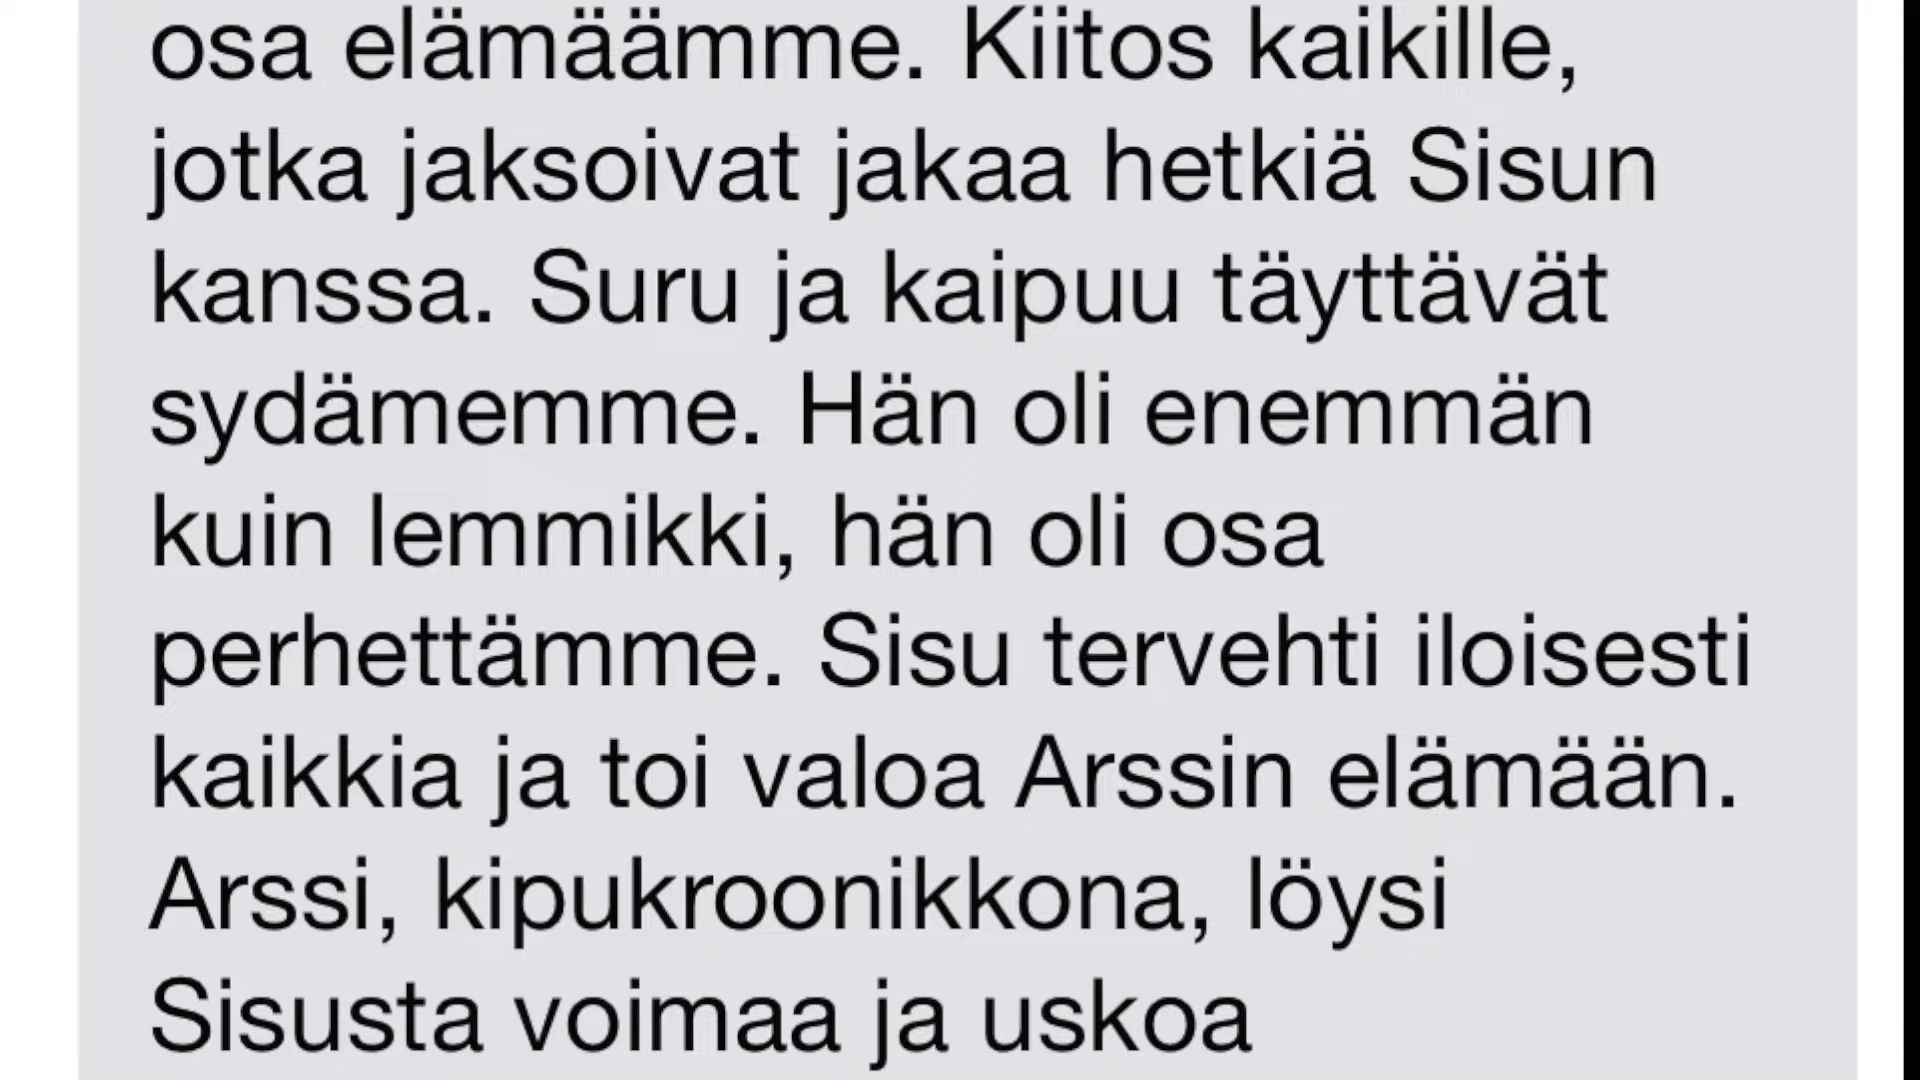 osa elämäämme. Kiitos kaikille,
jotka jaksoivat jakaa hetkiä Sisun
kanssa. Suru ja kaipuu täyttävät
sydämemme. Hän oli enemmän
kuin lemmikki, hän oli osa
perhettämme. Sisu tervehti iloisesti
kaikkia ja toi valoa Arssin elämään.
Arssi, kipukroonikkona, löysi
Sisusta voimaa ja uskoa